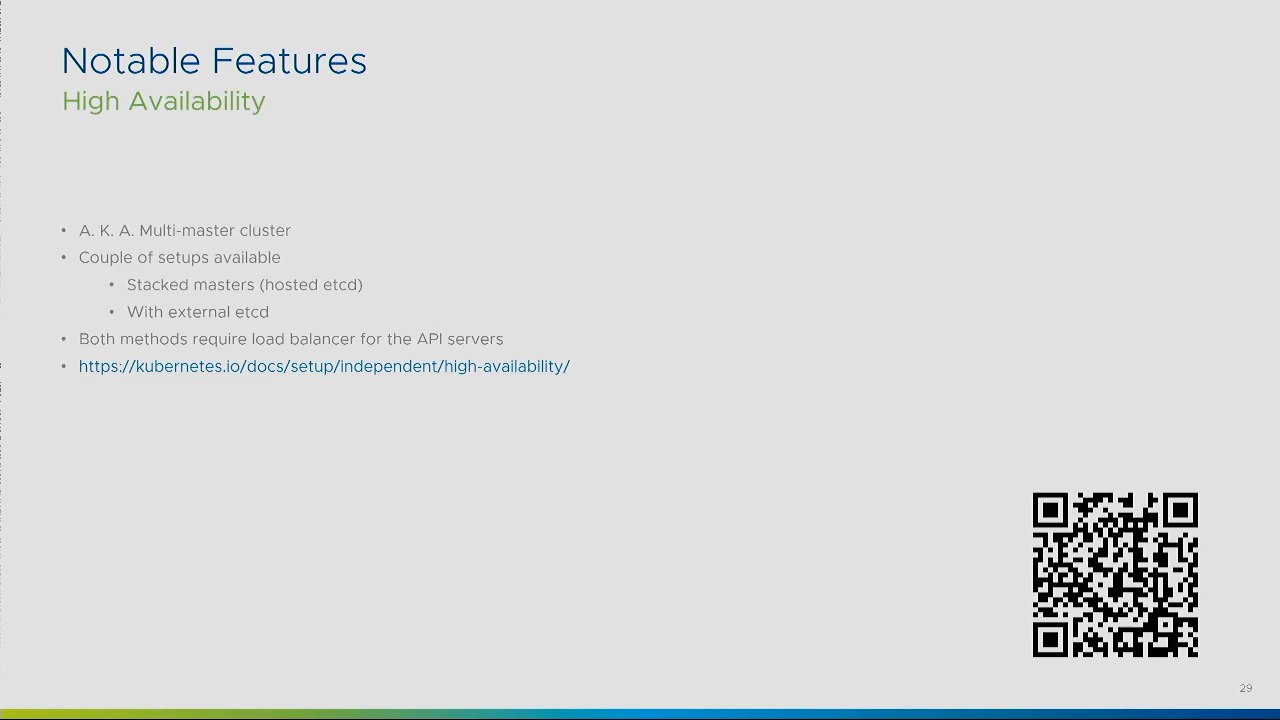 Notable Features
High Availability
• A. K. A. Multi-master cluster
• Couple of setups available
• Stacked masters (hosted etcd)
• With external etcd
• Both methods require load balancer for the API servers
• https://kubernetes.io/docs/setup/independent/high-availability/
29